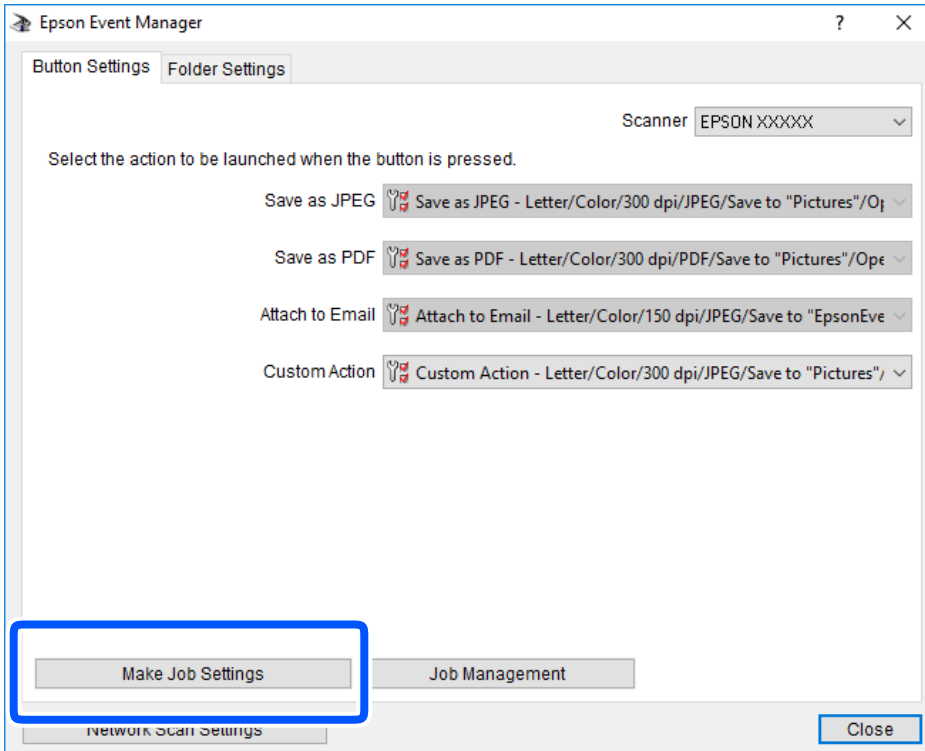 Epson Event Manager
Button Settings
Folder Settings
Scanner EPSON XXXXX
Select the action to be launched when the button is pressed.
Save as JPEG Save as JPEG - Letter/Color/300 dpi/JPEG/Save to "Pictures"/Op
Save as PDF Save as PDF - Letter/Color/300 dpi/PDF/Save to "Pictures"/Ope
Attach to Email Attach to Email - Letter/Color/150 dpi/JPEG/Save to "EpsonEve
Custom Action Custom Action - Letter/Color/300 dpi/JPEG/Save to "Pictures"/
Make Job Settings
Job Management
Network Scan Settings
Close